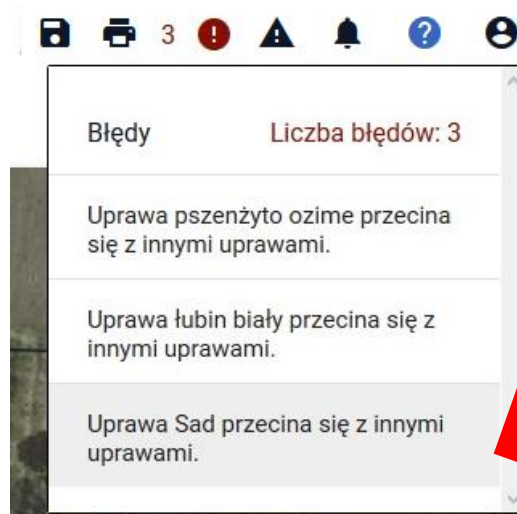 3
Błędy Liczba błędów: 3
Uprawa pszenżyto ozime przecina
się z innymi uprawami.
Uprawa łubin biały przecina się z
innymi uprawami.
Uprawa Sad przecina się z innymi
uprawami.